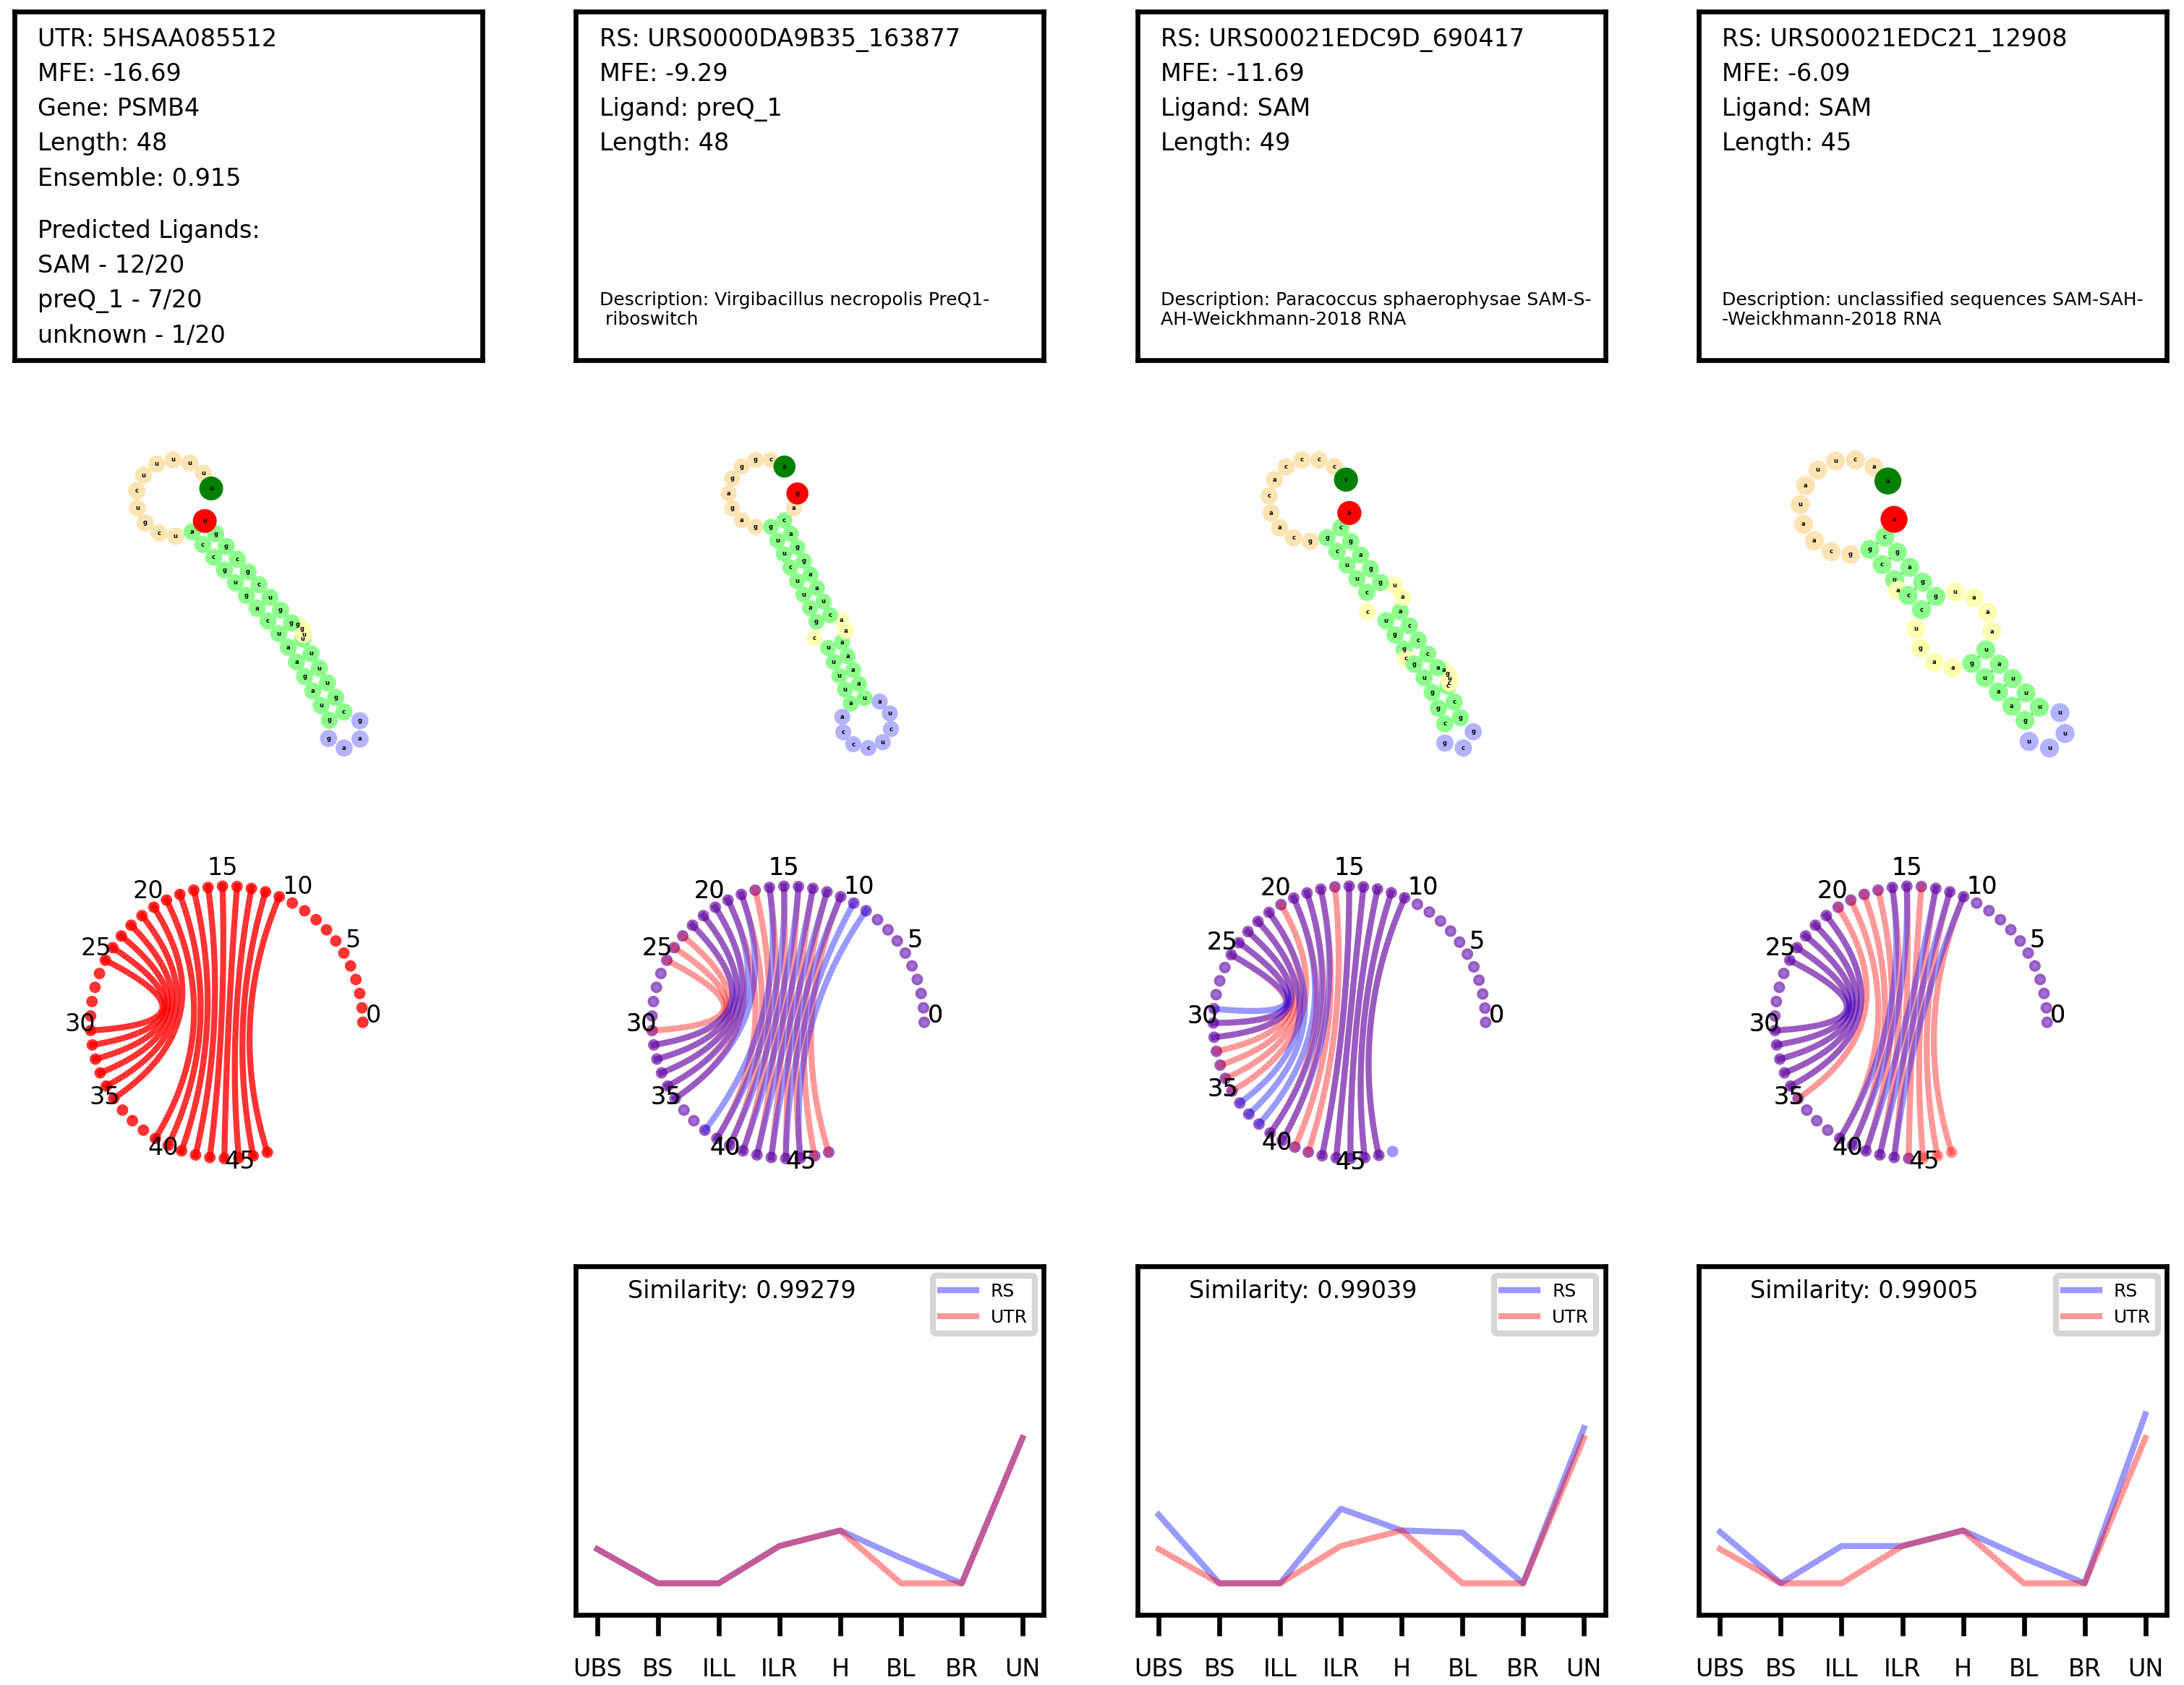 UTR: 5HSAA085512
MFE: -16.69
Gene: PSMB4
Length: 48
Ensemble: 0.915
Predicted Ligands:
SAM - 12/20
preQ_1 - 7/20
unknown - 1/20
RS: URS0000DA9B35_163877
MFE: -9.29
Ligand: preQ_1
Length: 48
Description: Virgibacillus necropolis PreQ1-
riboswitch
RS: URS00021EDC9D_690417
MFE: -11.69
Ligand: SAM
Length: 49
Description: Paracoccus sphaerophysae SAM-S-
AH-Weickhmann-2018 RNA
RS: URS00021EDC21_12908
MFE: -6.09
Ligand: SAM
Length: 45
Description: unclassified sequences SAM-SAH-
-Weickhmann-2018 RNA
0 5 10 15 20 25 30 35 40 45
0 5 10 15 20 25 30 35 40 45
0 5 10 15 20 25 30 35 40 45
0 5 10 15 20 25 30 35 40 45
Similarity: 0.99279
RS
UTR
UBS BS ILL ILR H BL BR UN
Similarity: 0.99039
RS
UTR
UBS BS ILL ILR H BL BR UN
Similarity: 0.99005
RS
UTR
UBS BS ILL ILR H BL BR UN